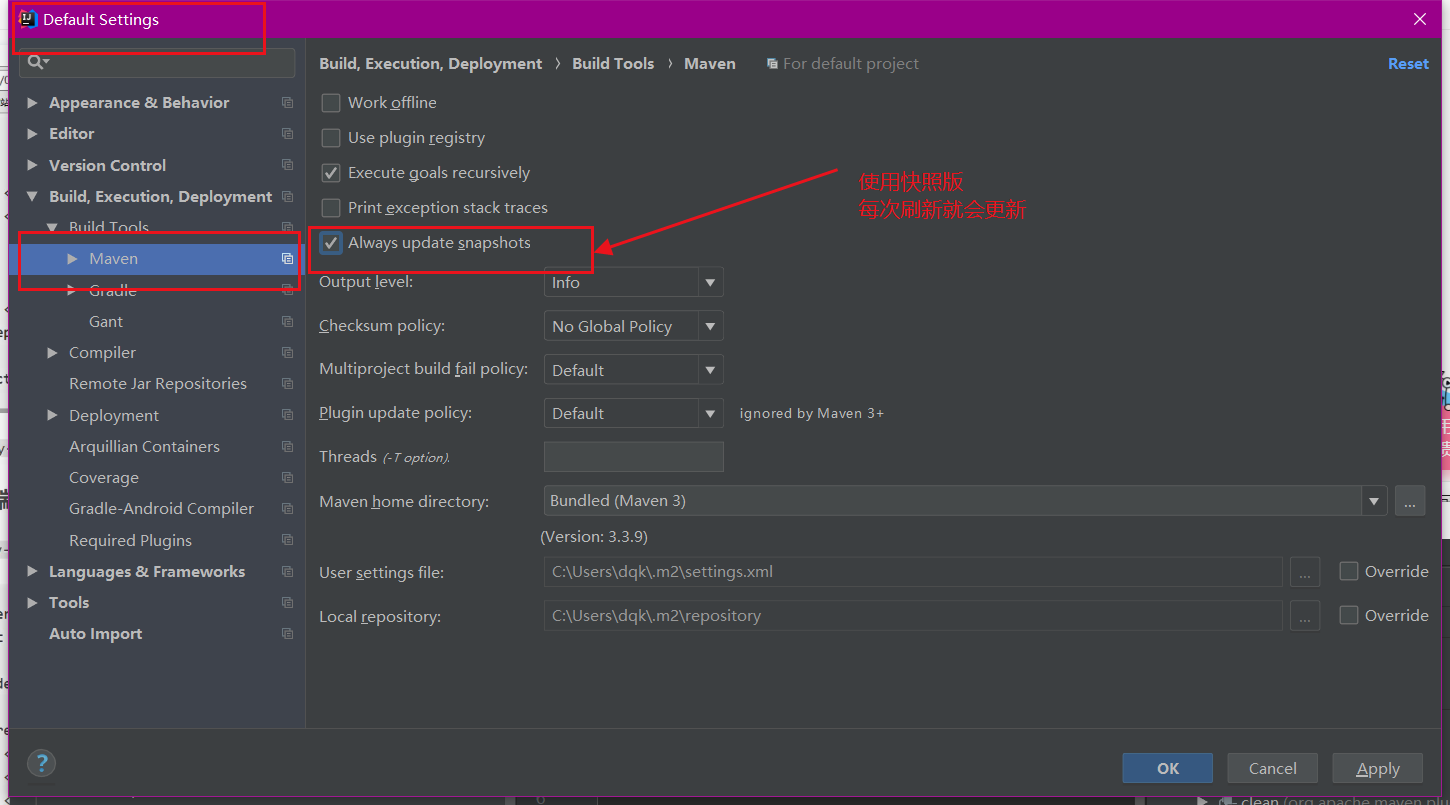 Default Settings
Build, Execution, Deployment › Build Tools › Maven For default project Reset
Appearance & Behavior
Editor
Version Control
Build, Execution, Deployment
Build Tools
Maven
Gradle
Gant
Compiler
Remote Jar Repositories
Deployment
Arquillian Containers
Coverage
Gradle-Android Compiler
Required Plugins
Languages & Frameworks
Tools
Auto Import
Work offline
Use plugin registry
Execute goals recursively
Print exception stack traces
Always update snapshots
使用快照版
每次刷新就会更新
Output level: Info
Checksum policy: No Global Policy
Multiproject build fail policy: Default
Plugin update policy: Default ignored by Maven 3+
Threads (-T option).
Maven home directory: Bundled (Maven 3) ...
(Version: 3.3.9)
User settings file: C:\Users\dqk\.m2\settings.xml ... Override
Local repository: C:\Users\dqk\.m2\repository ... Override
?
OK Cancel Apply
clean (org.apache.maven.plu